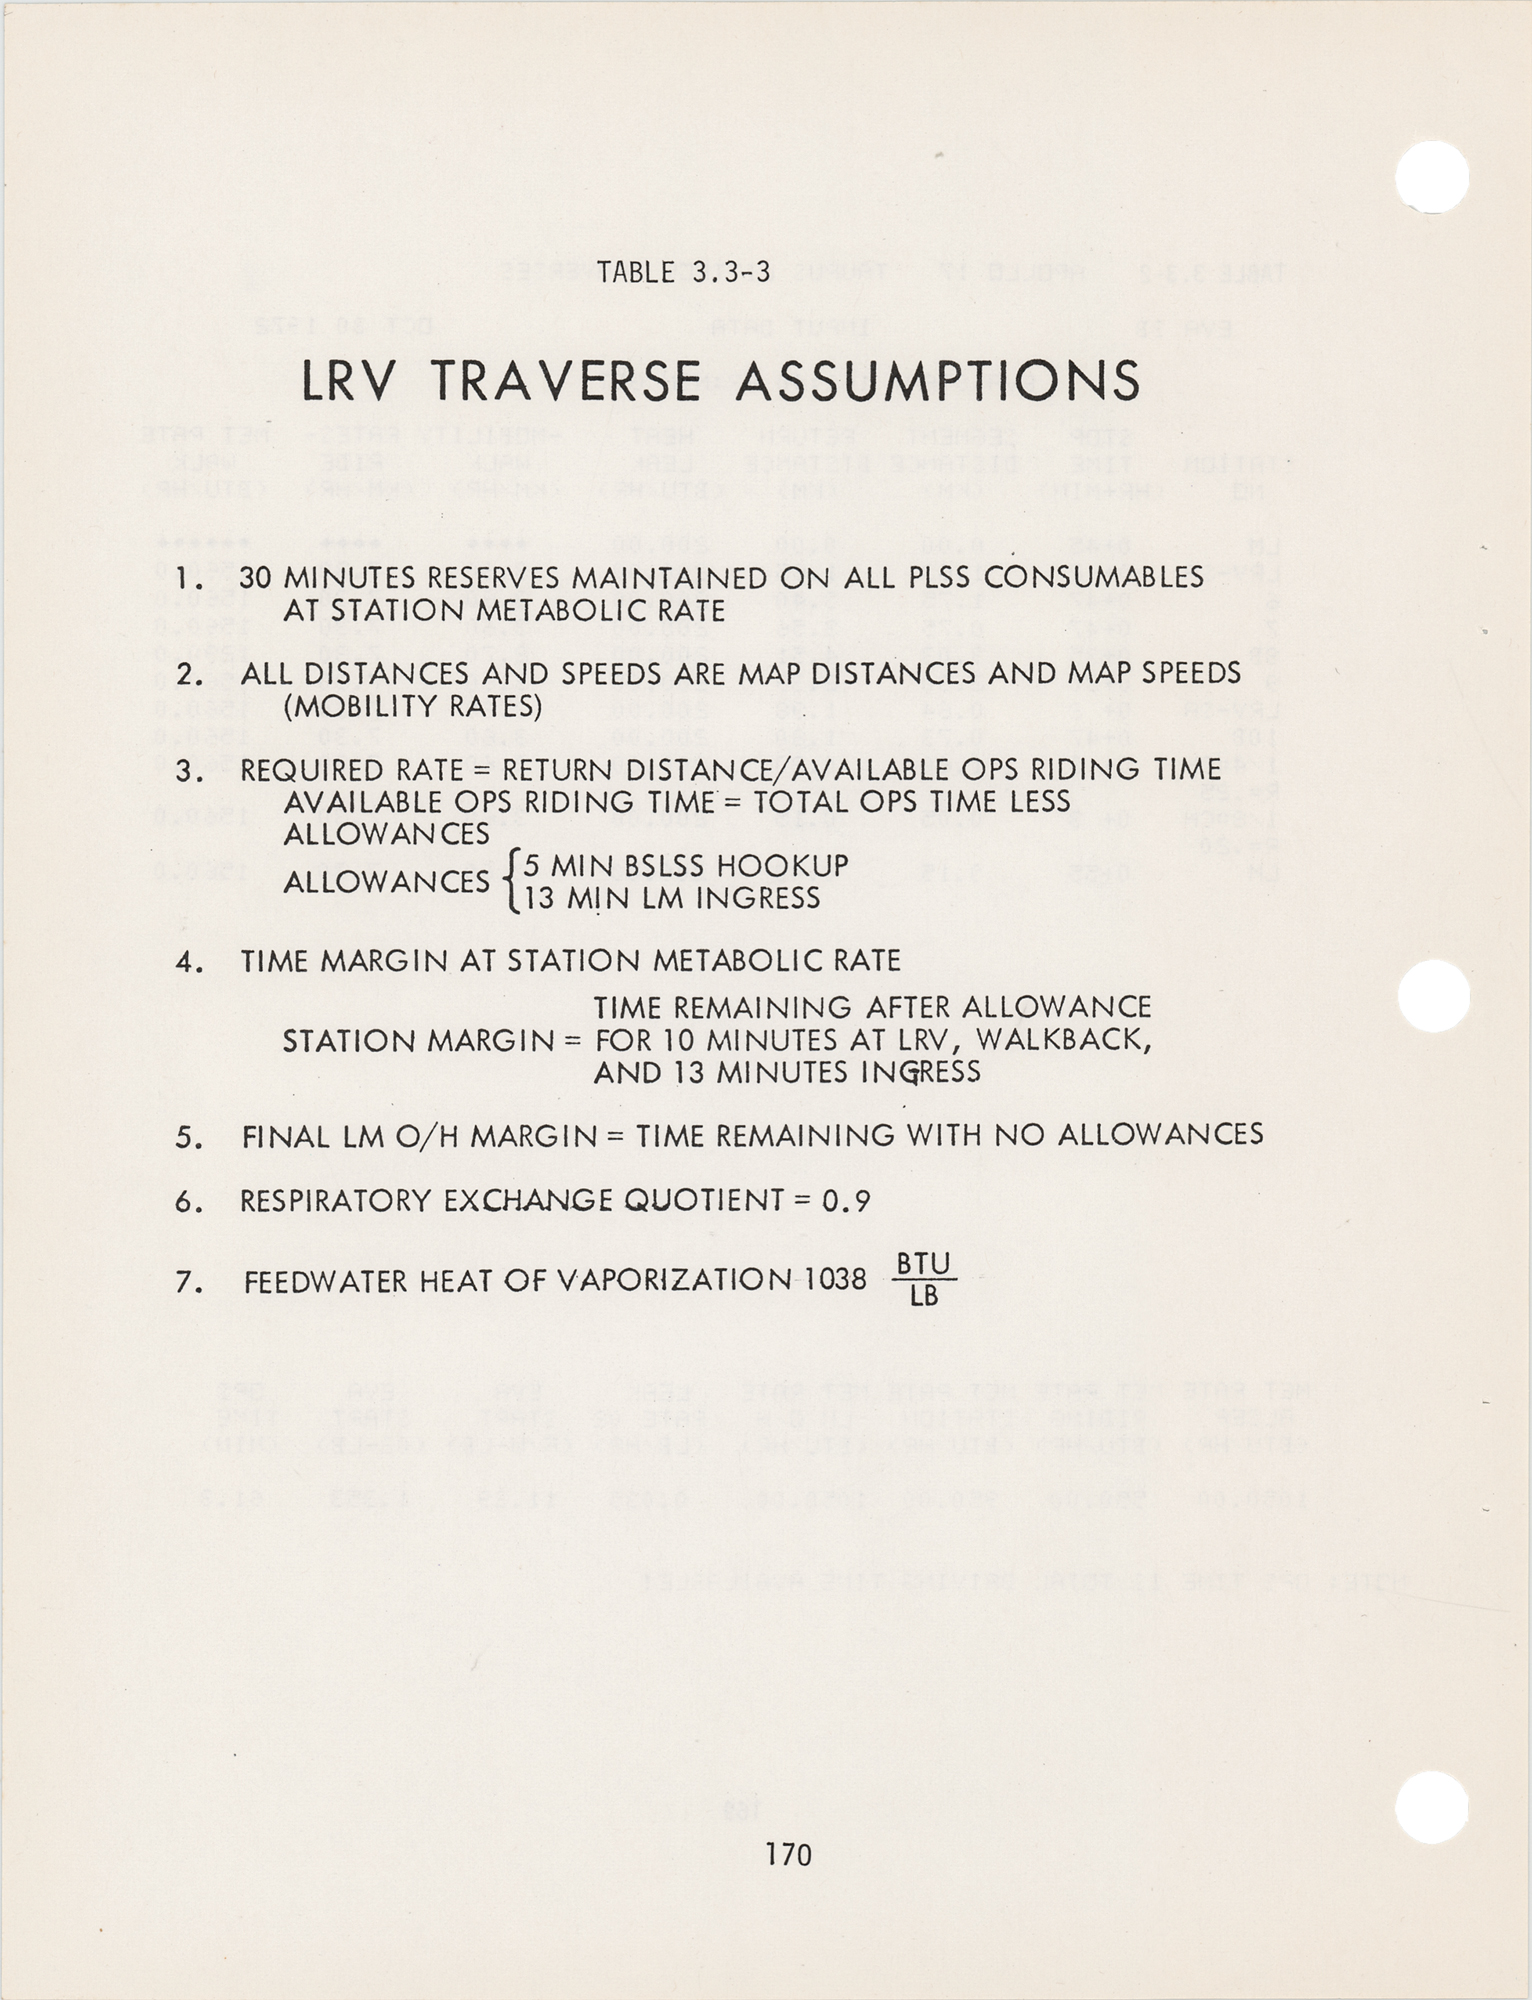 TABLE 3.3-3
LRV TRAVERSE ASSUMPTIONS
1. 30 MINUTES RESERVES MAINTAINED ON ALL PLSS CONSUMABLES
AT STATION METABOLIC RATE
2. ALL DISTANCES AND SPEEDS ARE MAP DISTANCES AND MAP SPEEDS
(MOBILITY RATES)
3. REQUIRED RATE = RETURN DISTANCE/AVAILABLE OPS RIDING TIME
AVAILABLE OPS RIDING TIME = TOTAL OPS TIME LESS
ALLOWANCES
ALLOWANCES { 5 MIN BSLSS HOOKUP
13 MIN LM INGRESS
4. TIME MARGIN AT STATION METABOLIC RATE
TIME REMAINING AFTER ALLOWANCE
STATION MARGIN = FOR 10 MINUTES AT LRV, WALKBACK,
AND 13 MINUTES INGRESS
5. FINAL LM O/H MARGIN = TIME REMAINING WITH NO ALLOWANCES
6. RESPIRATORY EXCHANGE QUOTIENT = 0.9
7. FEEDWATER HEAT OF VAPORIZATION 1038 BTU
LB
170